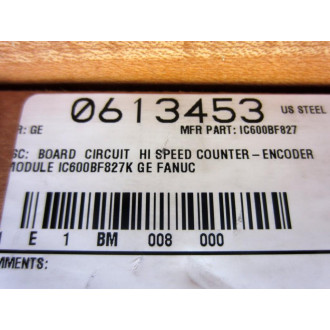 0613453 US STEEL
R: GE MFR PART: IC600BF827
SC: BOARD CIRCUIT HI SPEED COUNTER-ENCODER
MODULE IC600BF827K GE FANUC
E 1 BM 008 000
MMENTS: